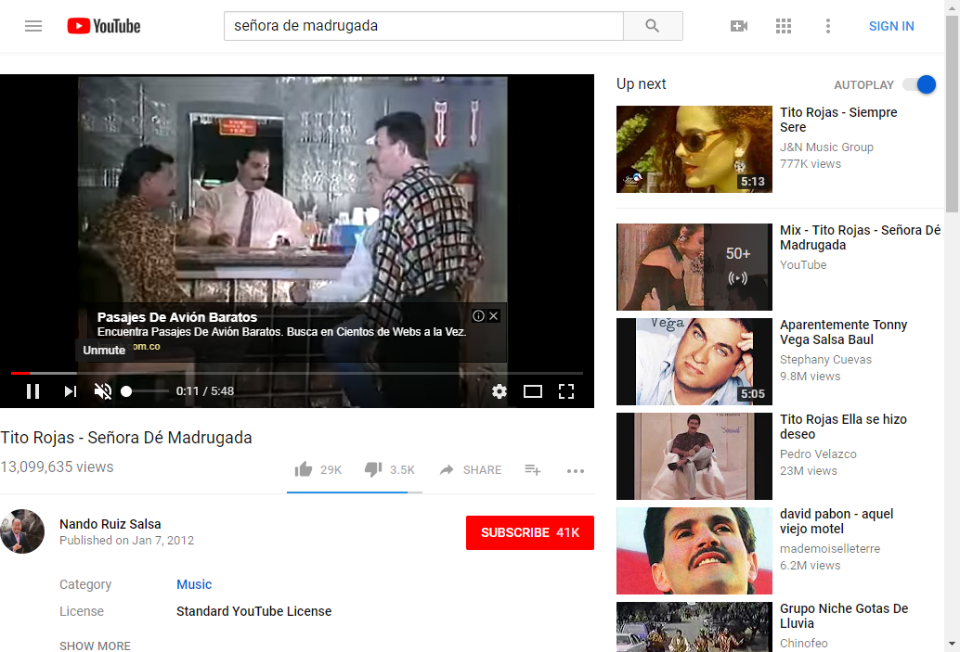 YouTube
señora de madrugada
SIGN IN
Pasajes De Avión Baratos
Encuentra Pasajes De Avión Baratos. Busca en Cientos de Webs a la Vez.
om.co
Unmute
0:11 / 5:48
Tito Rojas - Señora Dé Madrugada
13,099,635 views
29K
3.5K
SHARE
Nando Ruiz Salsa
Published on Jan 7, 2012
SUBSCRIBE 41K
Category Music
License Standard YouTube License
SHOW MORE
Up next
AUTOPLAY
5:13
Tito Rojas - Siempre
Sere
J&N Music Group
777K views
50+
Mix - Tito Rojas - Señora Dé
Madrugada
YouTube
Vega
5:05
Aparentemente Tonny
Vega Salsa Baul
Stephany Cuevas
9.8M views
Tito Rojas Ella se hizo
deseo
Pedro Velazco
23M views
david pabon - aquel
viejo motel
mademoiselleterre
6.2M views
Grupo Niche Gotas De
Lluvia
Chinofeo